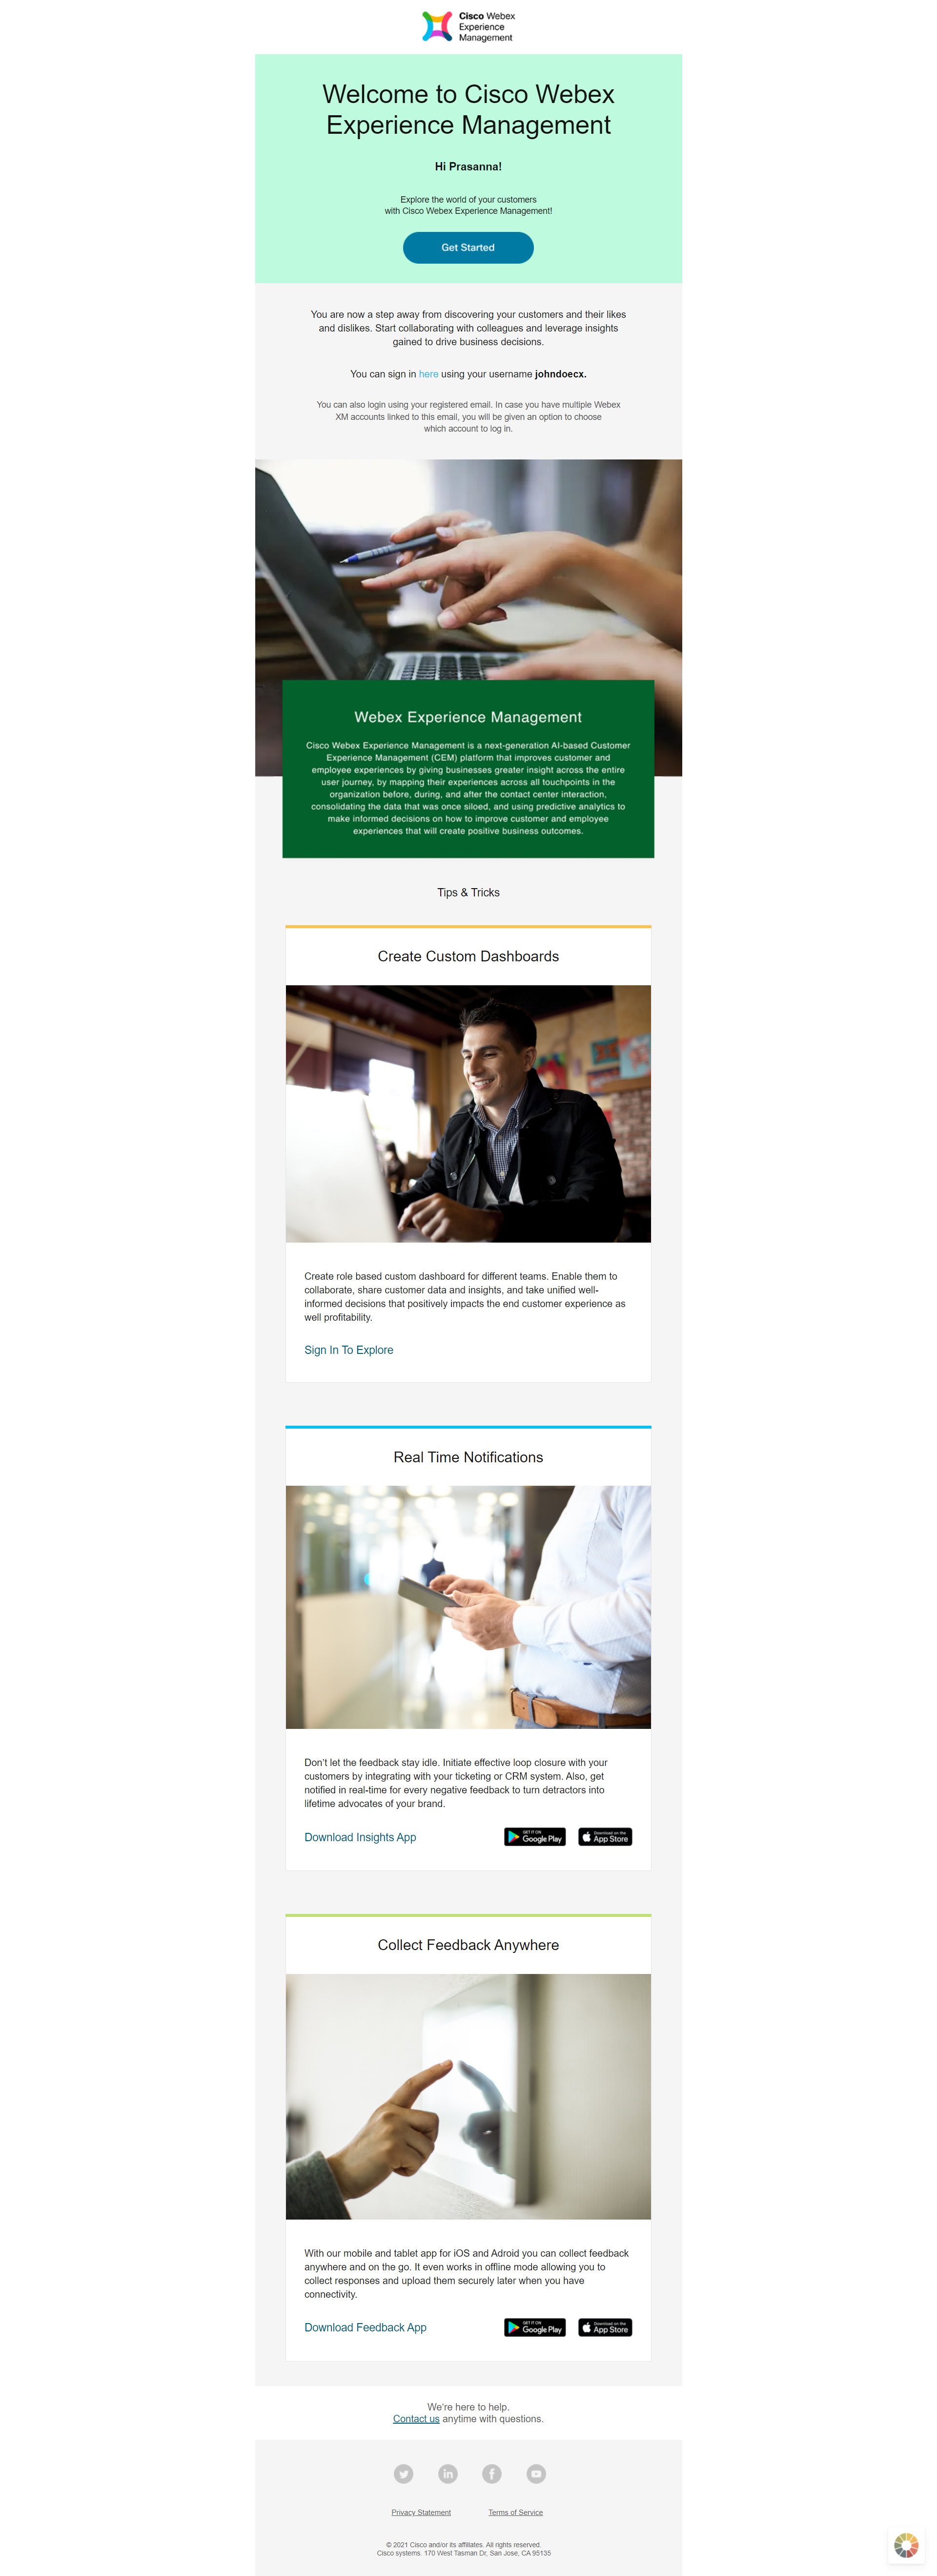 Cisco Webex
Experience
Management
Welcome to Cisco Webex
Experience Management
Hi Prasanna!
Explore the world of your customers
with Cisco Webex Experience Management!
Get Started
You are now a step away from discovering your customers and their likes
and dislikes. Start collaborating with colleagues and leverage insights
gained to drive business decisions.
You can sign in here using your username johndoecx.
You can also login using your registered email. In case you have multiple Webex
XM accounts linked to this email, you will be given an option to choose
which account to log in.
Webex Experience Management
Cisco Webex Experience Management is a next-generation AI-based Customer
Experience Management (CEM) platform that improves customer and
employee experiences by giving businesses greater insight across the entire
user journey, by mapping their experiences across all touchpoints in the
organization before, during, and after the contact center interaction,
consolidating the data that was once siloed, and using predictive analytics to
make informed decisions on how to improve customer and employee
experiences that will create positive business outcomes.
Tips & Tricks
Create Custom Dashboards
Create role based custom dashboard for different teams. Enable them to
collaborate, share customer data and insights, and take unified well-
informed decisions that positively impacts the end customer experience as
well profitability.
Sign In To Explore
Real Time Notifications
Don't let the feedback stay idle. Initiate effective loop closure with your
customers by integrating with your ticketing or CRM system. Also, get
notified in real-time for every negative feedback to turn detractors into
lifetime advocates of your brand.
Download Insights App
GET IT ON
Google Play
Download on the
App Store
Collect Feedback Anywhere
With our mobile and tablet app for iOS and Adroid you can collect feedback
anywhere and on the go. It even works in offline mode allowing you to
collect responses and upload them securely later when you have
connectivity.
Download Feedback App
GET IT ON
Google Play
Download on the
App Store
We're here to help.
Contact us anytime with questions.
Privacy Statement
Terms of Service
© 2021 Cisco and/or its affiliates. All rights reserved.
Cisco systems. 170 West Tasman Dr, San Jose, CA 95135